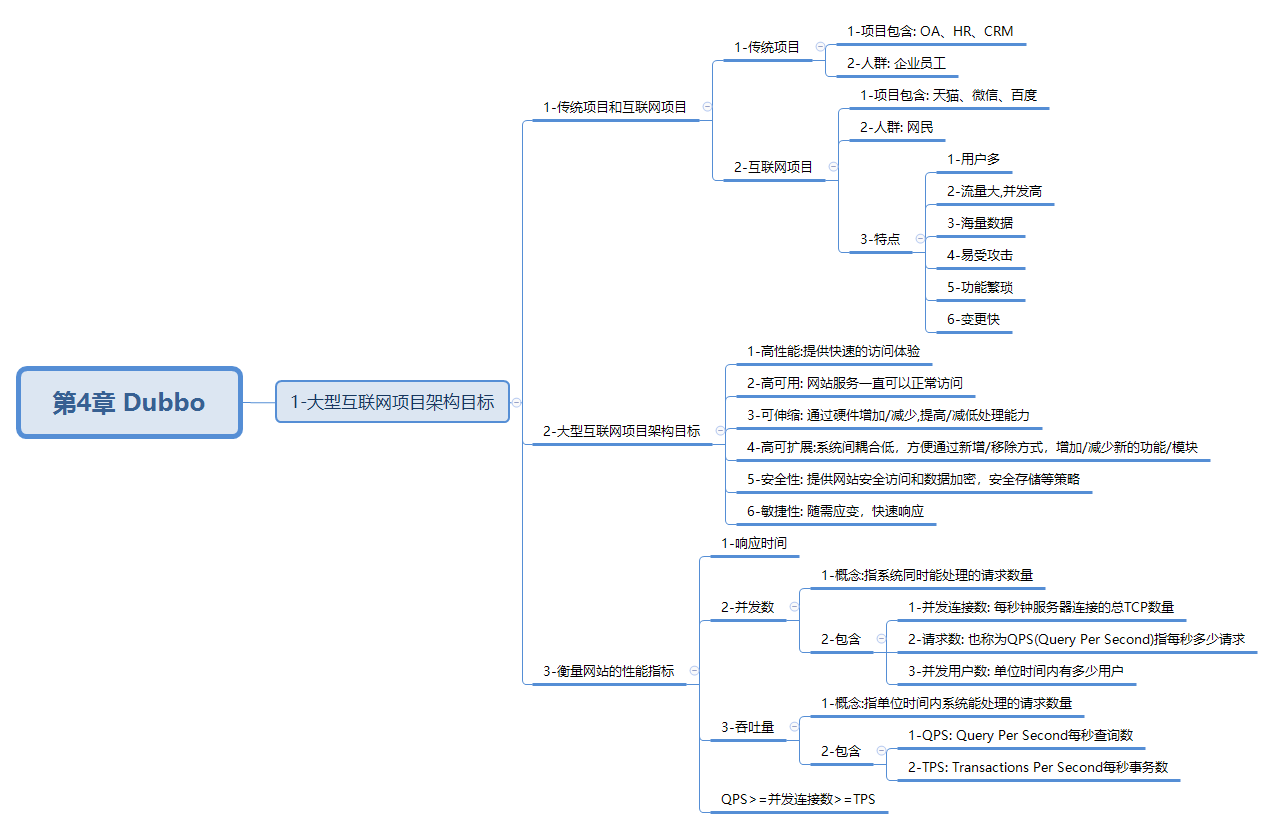 第4章 Dubbo
1-大型互联网项目架构目标
1-传统项目和互联网项目
1-传统项目
1-项目包含: OA、HR、CRM
2-人群: 企业员工
2-互联网项目
1-项目包含: 天猫、微信、百度
2-人群: 网民
3-特点
1-用户多
2-流量大,并发高
3-海量数据
4-易受攻击
5-功能繁琐
6-变更快
2-大型互联网项目架构目标
1-高性能:提供快速的访问体验
2-高可用: 网站服务一直可以正常访问
3-可伸缩: 通过硬件增加/减少,提高/减低处理能力
4-高可扩展:系统间耦合低，方便通过新增/移除方式，增加/减少新的功能/模块
5-安全性: 提供网站安全访问和数据加密，安全存储等策略
6-敏捷性: 随需应变，快速响应
3-衡量网站的性能指标
1-响应时间
2-并发数
1-概念:指系统同时能处理的请求数量
2-包含
1-并发连接数: 每秒钟服务器连接的总TCP数量
2-请求数: 也称为QPS(Query Per Second)指每秒多少请求
3-并发用户数: 单位时间内有多少用户
3-吞吐量
1-概念:指单位时间内系统能处理的请求数量
2-包含
1-QPS: Query Per Second每秒查询数
2-TPS: Transactions Per Second每秒事务数
QPS>=并发连接数>=TPS